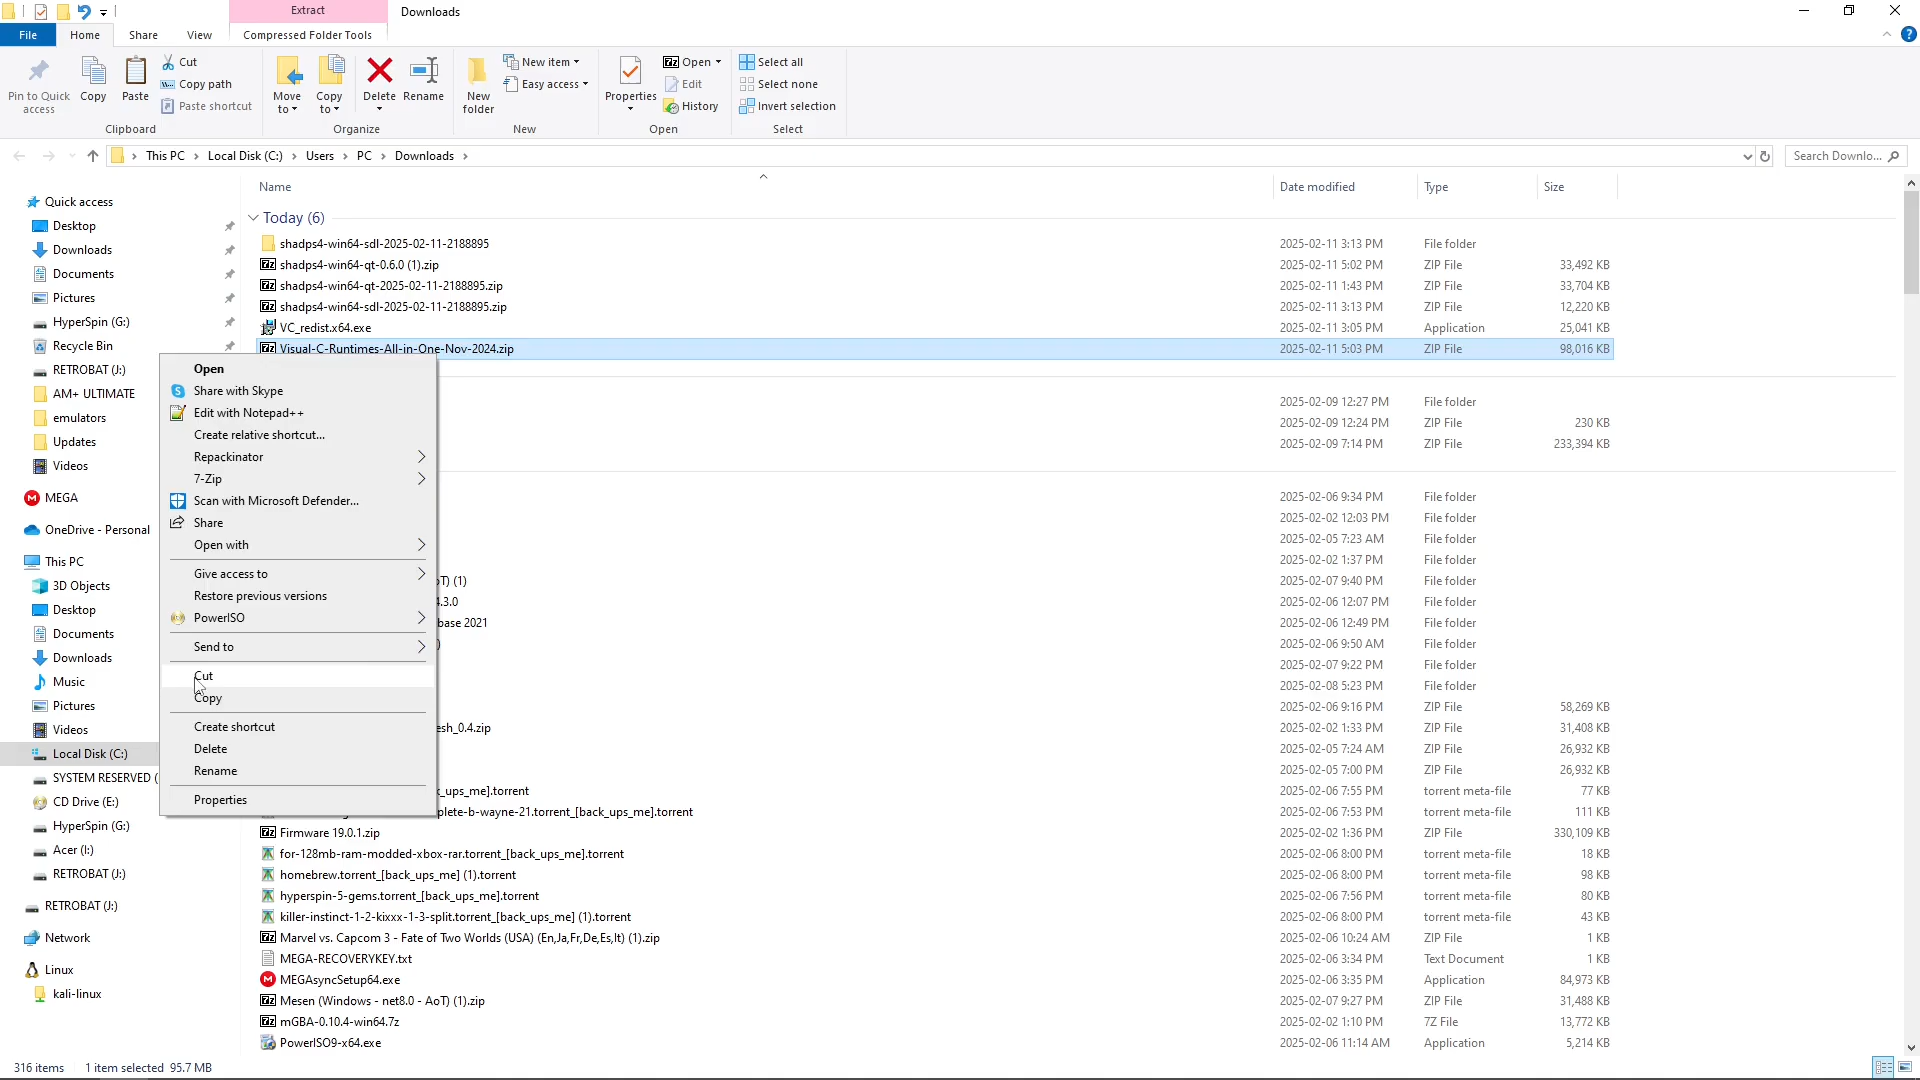 Extract
Downloads
File
Home
Share
View
Compressed Folder Tools
Pin to Quick access
Copy
Paste
Cut
Copy path
Paste shortcut
Clipboard
Move to
Copy to
Delete
Rename
Organize
New folder
New item
Easy access
New
Properties
Open
Edit
History
Open
Select all
Select none
Invert selection
Select
This PC > Local Disk (C:) > Users > PC > Downloads >
Search Downlo...
Name
Date modified
Type
Size
Today (6)
shadps4-win64-sdl-2025-02-11-2188895 2025-02-11 3:13 PM File folder
shadps4-win64-qt-0.6.0 (1).zip 2025-02-11 5:02 PM ZIP File 33,492 KB
shadps4-win64-qt-2025-02-11-2188895.zip 2025-02-11 1:43 PM ZIP File 33,704 KB
shadps4-win64-sdl-2025-02-11-2188895.zip 2025-02-11 3:13 PM ZIP File 12,220 KB
VC_redist.x64.exe 2025-02-11 3:05 PM Application 25,041 KB
Visual-C-Runtimes-All-in-One-Nov-2024.zip 2025-02-11 5:03 PM ZIP File 98,016 KB
2025-02-09 12:27 PM File folder
2025-02-09 12:24 PM ZIP File 230 KB
2025-02-09 7:14 PM ZIP File 233,394 KB
2025-02-06 9:34 PM File folder
2025-02-02 12:03 PM File folder
2025-02-05 7:23 AM File folder
2025-02-02 1:37 PM File folder
(1) 2025-02-07 9:40 PM File folder
.3.0 2025-02-06 12:07 PM File folder
base 2021 2025-02-06 12:49 PM File folder
) 2025-02-06 9:50 AM File folder
2025-02-07 9:22 PM File folder
2025-02-08 5:23 PM File folder
2025-02-06 9:16 PM ZIP File 58,269 KB
esh_0.4.zip 2025-02-02 1:33 PM ZIP File 31,408 KB
2025-02-05 7:24 AM ZIP File 26,932 KB
2025-02-05 7:00 PM ZIP File 26,932 KB
_ups_me].torrent 2025-02-06 7:55 PM torrent meta-file 77 KB
plete-b-wayne-21.torrent_[back_ups_me].torrent 2025-02-06 7:53 PM torrent meta-file 111 KB
Firmware 19.0.1.zip 2025-02-02 1:36 PM ZIP File 330,109 KB
for-128mb-ram-modded-xbox-rar.torrent_[back_ups_me].torrent 2025-02-06 8:00 PM torrent meta-file 18 KB
homebrew.torrent_[back_ups_me] (1).torrent 2025-02-06 8:00 PM torrent meta-file 98 KB
hyperspin-5-gems.torrent_[back_ups_me].torrent 2025-02-06 7:56 PM torrent meta-file 80 KB
killer-instinct-1-2-kixxx-1-3-split.torrent_[back_ups_me] (1).torrent 2025-02-06 8:00 PM torrent meta-file 43 KB
Marvel vs. Capcom 3 - Fate of Two Worlds (USA) (En,Ja,Fr,De,Es,It) (1).zip 2025-02-06 10:24 AM ZIP File 1 KB
MEGA-RECOVERYKEY.txt 2025-02-06 3:34 PM Text Document 1 KB
MEGAsyncSetup64.exe 2025-02-06 3:35 PM Application 84,973 KB
Mesen (Windows - net8.0 - AoT) (1).zip 2025-02-07 9:27 PM ZIP File 31,488 KB
mGBA-0.10.4-win64.7z 2025-02-02 1:10 PM 7Z File 13,772 KB
PowerISO9-x64.exe 2025-02-06 11:14 AM Application 5,214 KB
Quick access
Desktop
Downloads
Documents
Pictures
HyperSpin (G:)
Recycle Bin
RETROBAT (J:)
AM+ ULTIMATE
emulators
Updates
Videos
MEGA
OneDrive - Personal
This PC
3D Objects
Desktop
Documents
Downloads
Music
Pictures
Videos
Local Disk (C:)
SYSTEM RESERVED (
CD Drive (E:)
HyperSpin (G:)
Acer (I:)
RETROBAT (J:)
RETROBAT (J:)
Network
Linux
kali-linux
Open
Share with Skype
Edit with Notepad++
Create relative shortcut...
Repackinator
7-Zip
Scan with Microsoft Defender...
Share
Open with
Give access to
Restore previous versions
PowerISO
Send to
Cut
Copy
Create shortcut
Delete
Rename
Properties
316 items 1 item selected 95.7 MB